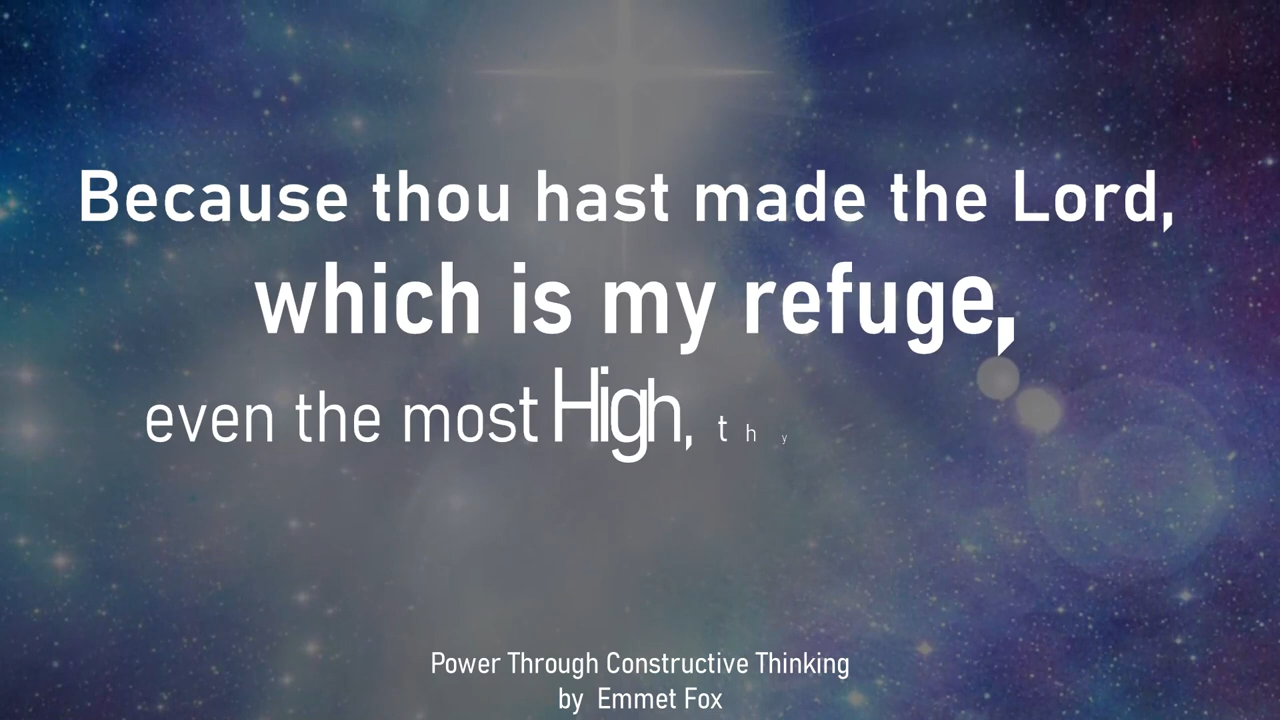 Because thou hast made the Lord,
which is my refuge,
even the most High, thy
Power Through Constructive Thinking
by Emmet Fox